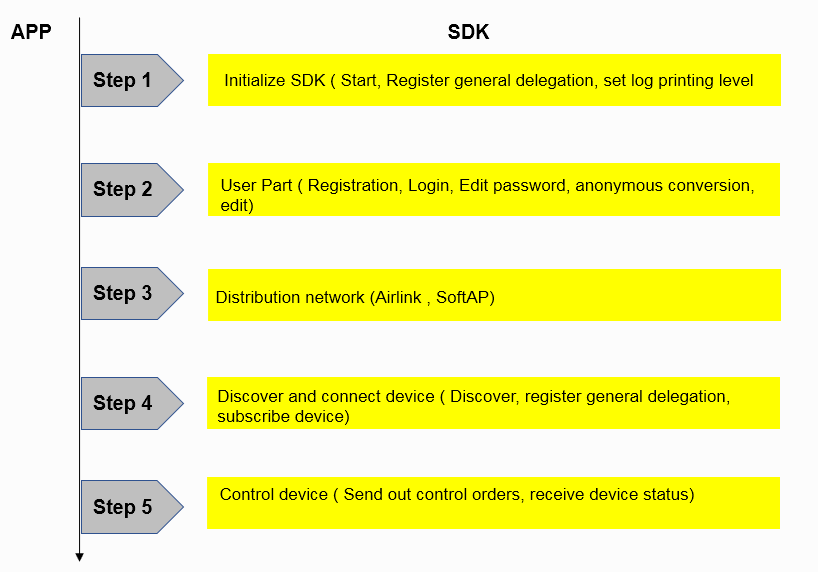 APP
SDK
Step 1
Initialize SDK ( Start, Register general delegation, set log printing level
Step 2
User Part ( Registration, Login, Edit password, anonymous conversion,
edit)
Step 3
Distribution network (Airlink , SoftAP)
Step 4
Discover and connect device ( Discover, register general delegation,
subscribe device)
Step 5
Control device ( Send out control orders, receive device status)